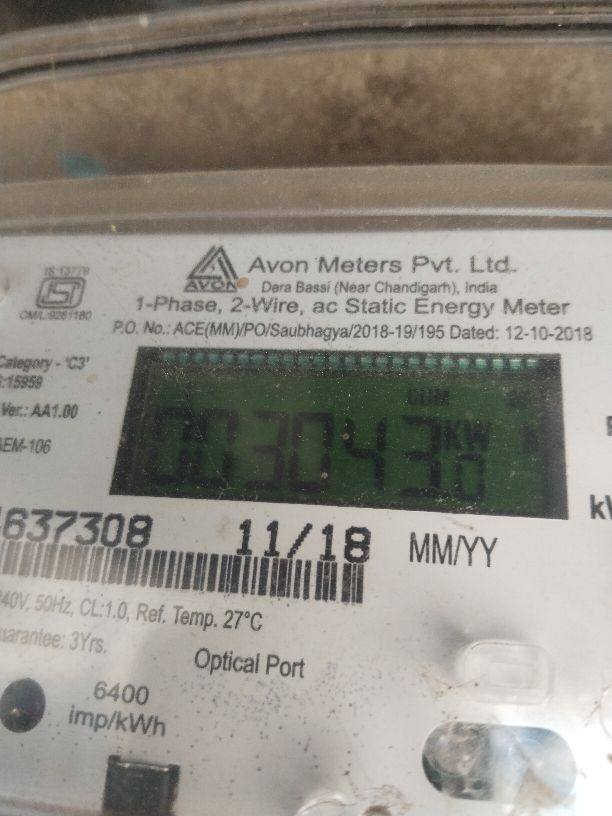 IS:13779
CM/L:9261180
AVON
Avon Meters Pvt. Ltd.
Dera Bassi (Near Chandigarh), India
1-Phase, 2-Wire, ac Static Energy Meter
P.O. No.: ACE(MM)/PO/Saubhagya/2018-19/195 Dated: 12-10-2018
Category - 'C3'
:15959
Ver.: AA1.00
AEM-106
CUM
003043 KW
0
637308 11/18 MM/YY
240V, 50Hz, CL:1.0, Ref. Temp. 27°C
uarantee: 3Yrs.
Optical Port
6400
imp/kWh